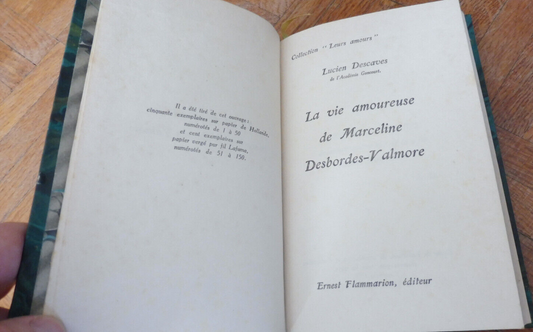 Il a été tiré de cet ouvrage :
cinquante exemplaires sur papier de Hollande,
numérotés de 1 à 50
et cent exemplaires sur
papier vergé pur fil Lafuma,
numérotés de 51 à 150.
Collection "Leurs amours"
Lucien Descaves
de l'Académie Goncourt.
La vie amoureuse
de Marceline
Desbordes-Valmore
Ernest Flammarion, éditeur